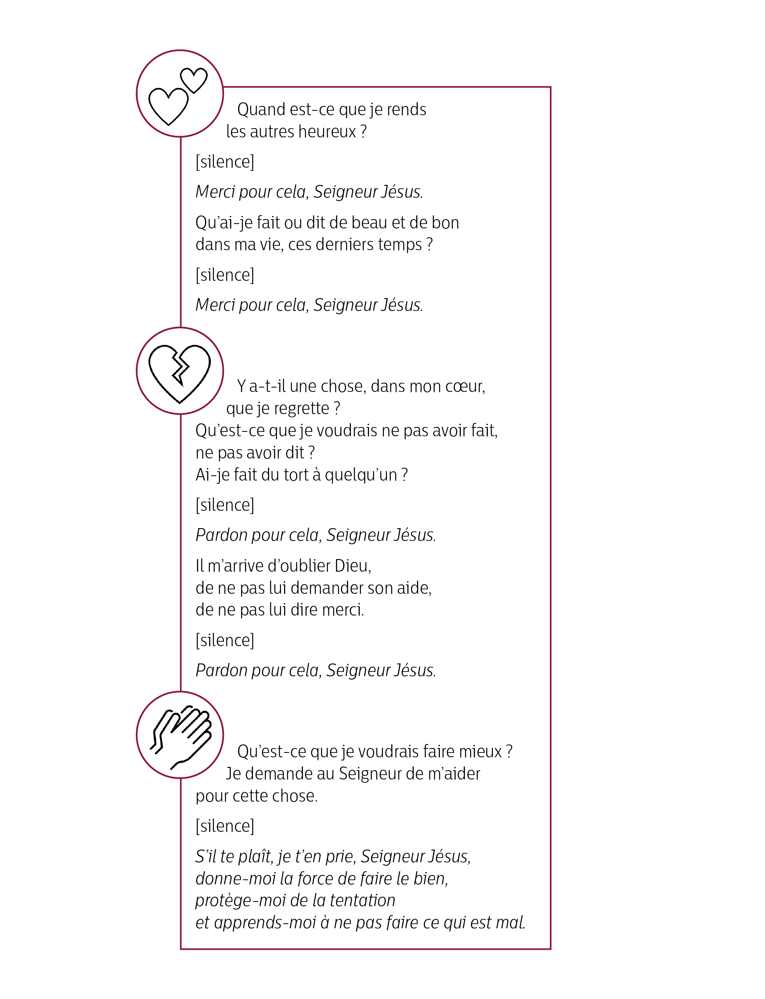 Quand est-ce que je rends
les autres heureux ?
[silence]
Merci pour cela, Seigneur Jésus.
Qu’ai-je fait ou dit de beau et de bon
dans ma vie, ces derniers temps ?
[silence]
Merci pour cela, Seigneur Jésus.
Y a-t-il une chose, dans mon cœur,
que je regrette ?
Qu’est-ce que je voudrais ne pas avoir fait,
ne pas avoir dit ?
Ai-je fait du tort à quelqu’un ?
[silence]
Pardon pour cela, Seigneur Jésus.
Il m’arrive d’oublier Dieu,
de ne pas lui demander son aide,
de ne pas lui dire merci.
[silence]
Pardon pour cela, Seigneur Jésus.
Qu’est-ce que je voudrais faire mieux ?
Je demande au Seigneur de m’aider
pour cette chose.
[silence]
S’il te plaît, je t’en prie, Seigneur Jésus,
donne-moi la force de faire le bien,
protège-moi de la tentation
et apprends-moi à ne pas faire ce qui est mal.